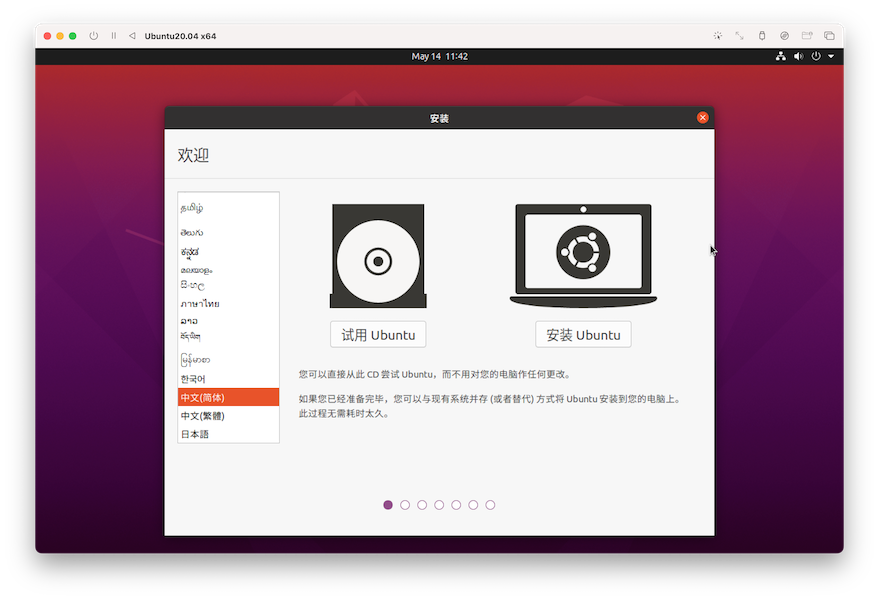 Ubuntu20.04 x64
May 14 11:42
安装
欢迎
தமிழ்
తెలుగు
ಕನ್ನಡ
മലയാളം
සිංහල
ภาษาไทย
ລາວ
རྫོང་ཁ
မြန်မာစာ
한국어
中文(简体)
中文(繁體)
日本語
试用 Ubuntu
安装 Ubuntu
您可以直接从此 CD 尝试 Ubuntu，而不用对您的电脑作任何更改。
如果您已经准备完毕，您可以与现有系统并存 (或者替代) 方式将 Ubuntu 安装到您的电脑上。
此过程无需耗时太久。